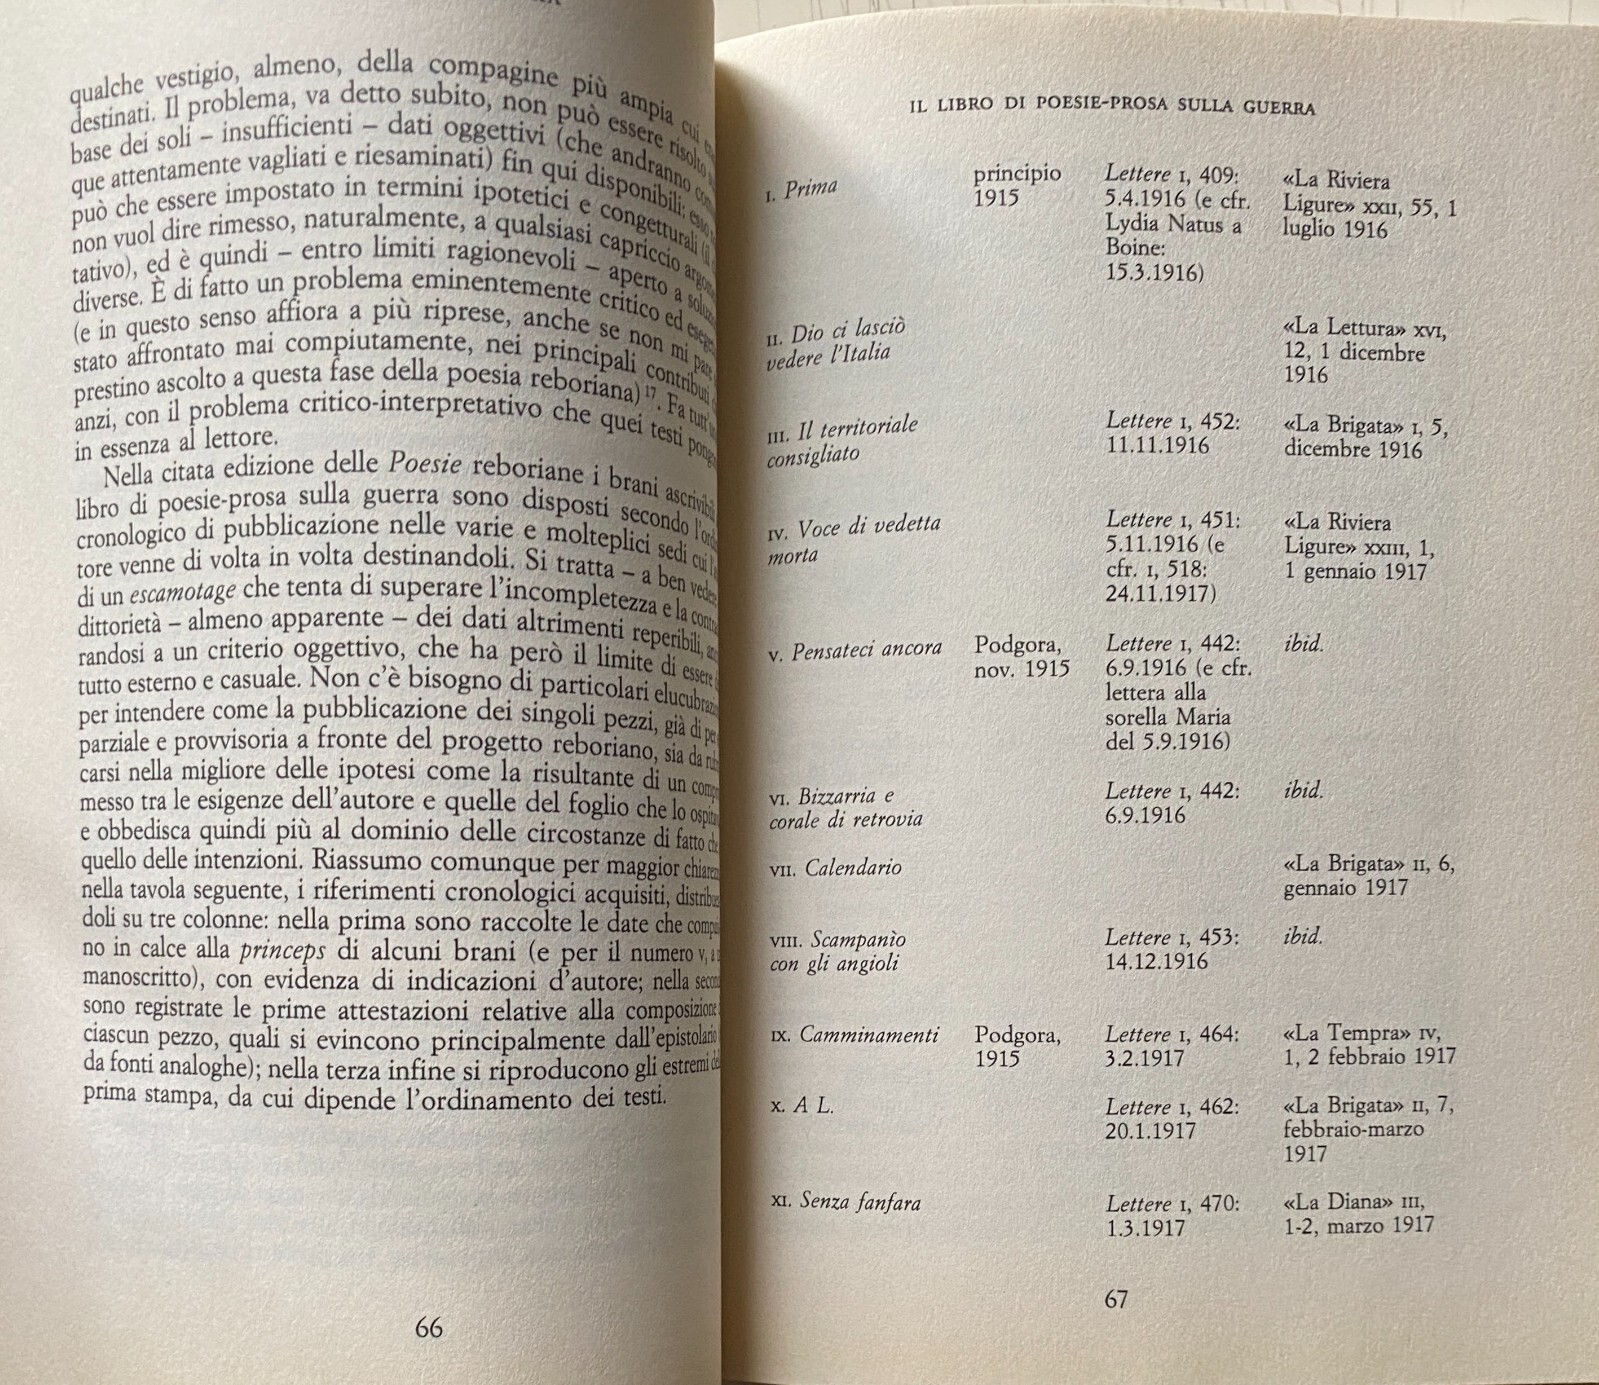 qualche vestigio, almeno, della compagine più ampia cui
destinati. Il problema, va detto subito, non può essere risolto
base dei soli – insufficienti – dati oggettivi (che andranno
que attentamente vagliati e riesaminati) fin qui disponibili: esso
può che essere impostato in termini ipotetici e congetturali (il
non vuol dire rimesso, naturalmente, a qualsiasi capriccio
tativo), ed è quindi – entro limiti ragionevoli – aperto a
diverse. È di fatto un problema eminentemente critico ed
(e in questo senso affiora a più riprese, anche se non mi pare
stato affrontato mai compiutamente, nei principali contributi
prestino ascolto a questa fase della poesia reboriana) 17. Fa tutt'
anzi, con il problema critico-interpretativo che quei testi
in essenza al lettore.
Nella citata edizione delle Poesie reboriane i brani
libro di poesie-prosa sulla guerra sono disposti secondo
cronologico di pubblicazione nelle varie e molteplici sedi cui
tore venne di volta in volta destinandoli. Si tratta – a ben
di un escamotage che tenta di superare l'incompletezza e la
dittorietà – almeno apparente – dei dati altrimenti reperibili,
randosi a un criterio oggettivo, che ha però il limite di essere
tutto esterno e casuale. Non c'è bisogno di particolari
per intendere come la pubblicazione dei singoli pezzi, già di per
parziale e provvisoria a fronte del progetto reboriano, sia da
carsi nella migliore delle ipotesi come la risultante di un
messo tra le esigenze dell'autore e quelle del foglio che lo
e obbedisca quindi più al dominio delle circostanze di fatto
quello delle intenzioni. Riassumo comunque per maggior
nella tavola seguente, i riferimenti cronologici acquisiti,
doli su tre colonne: nella prima sono raccolte le date che
no in calce alla princeps di alcuni brani (e per il numero v,
manoscritto), con evidenza di indicazioni d'autore; nella
sono registrate le prime attestazioni relative alla composizione
ciascun pezzo, quali si evincono principalmente dall'epistolario
da fonti analoghe); nella terza infine si riproducono gli estremi
prima stampa, da cui dipende l'ordinamento dei testi.
66
IL LIBRO DI POESIE-PROSA SULLA GUERRA
I. Prima
principio
1915
Lettere I, 409:
5.4.1916 (e cfr.
Lydia Natus a
Boine:
15.3.1916)
«La Riviera
Ligure» XXII, 55, 1
luglio 1916
II. Dio ci lasciò
vedere l'Italia
«La Lettura» XVI,
12, 1 dicembre
1916
III. Il territoriale
consigliato
Lettere I, 452:
11.11.1916
«La Brigata» I, 5,
dicembre 1916
IV. Voce di vedetta
morta
Lettere I, 451:
5.11.1916 (e
cfr. I, 518:
24.11.1917)
«La Riviera
Ligure» XXIII, 1,
1 gennaio 1917
V. Pensateci ancora
Podgora,
nov. 1915
Lettere I, 442:
6.9.1916 (e cfr.
lettera alla
sorella Maria
del 5.9.1916)
ibid.
VI. Bizzarria e
corale di retrovia
Lettere I, 442:
6.9.1916
ibid.
VII. Calendario
«La Brigata» II, 6,
gennaio 1917
VIII. Scampanìo
con gli angioli
Lettere I, 453:
14.12.1916
ibid.
IX. Camminamenti
Podgora,
1915
Lettere I, 464:
3.2.1917
«La Tempra» IV,
1, 2 febbraio 1917
X. A L.
Lettere I, 462:
20.1.1917
«La Brigata» II, 7,
febbraio-marzo
1917
XI. Senza fanfara
Lettere I, 470:
1.3.1917
«La Diana» III,
1-2, marzo 1917
67